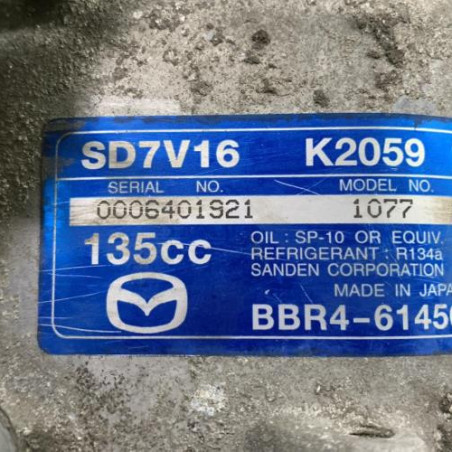 SD7V16 K2059
SERIAL NO. MODEL NO.
0006401921 1077
135cc OIL : SP-10 OR EQUIV.
REFRIGERANT : R134a
SANDEN CORPORATION
MADE IN JAPA
BBR4-61450